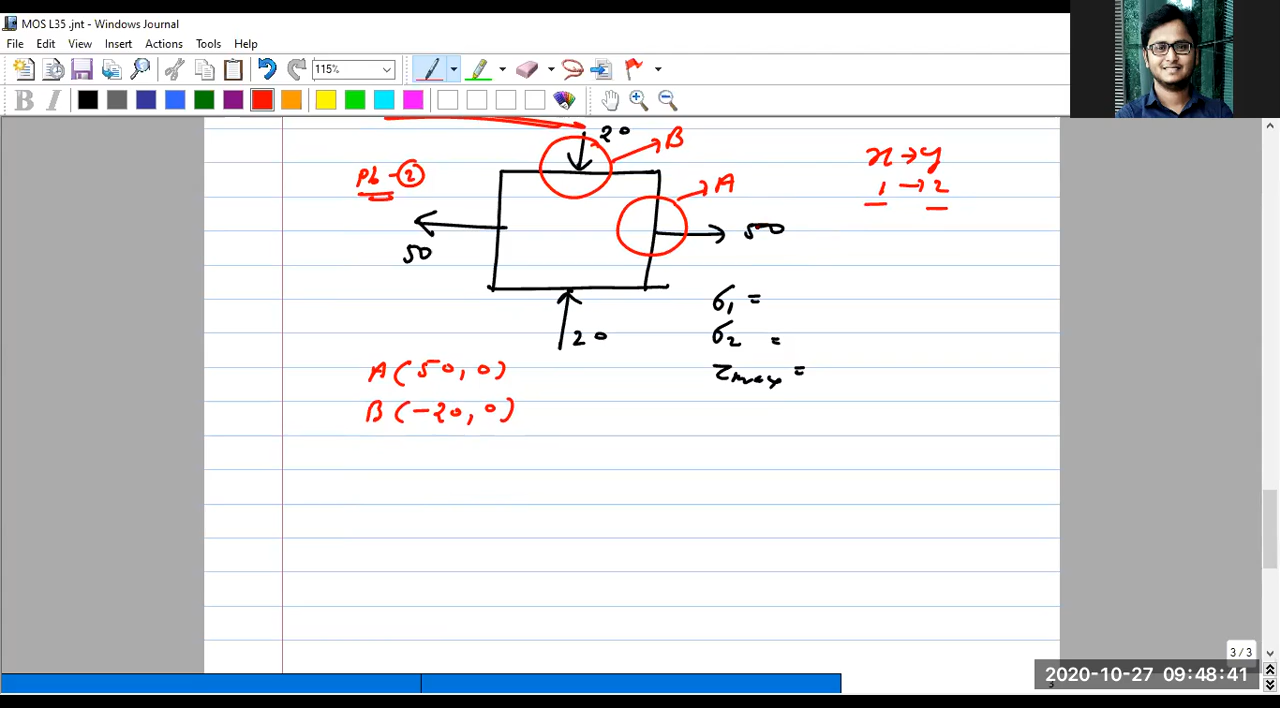 MOS L35 .jnt - Windows Journal
File Edit View Insert Actions Tools Help
115%
B I
20
B
x → y
Pb - 2
A
1 → 2
50
50
σ1 =
20
σ2 =
A (50, 0)
τmax =
B (-20, 0)
3 / 3
2020-10-27 09:48:41